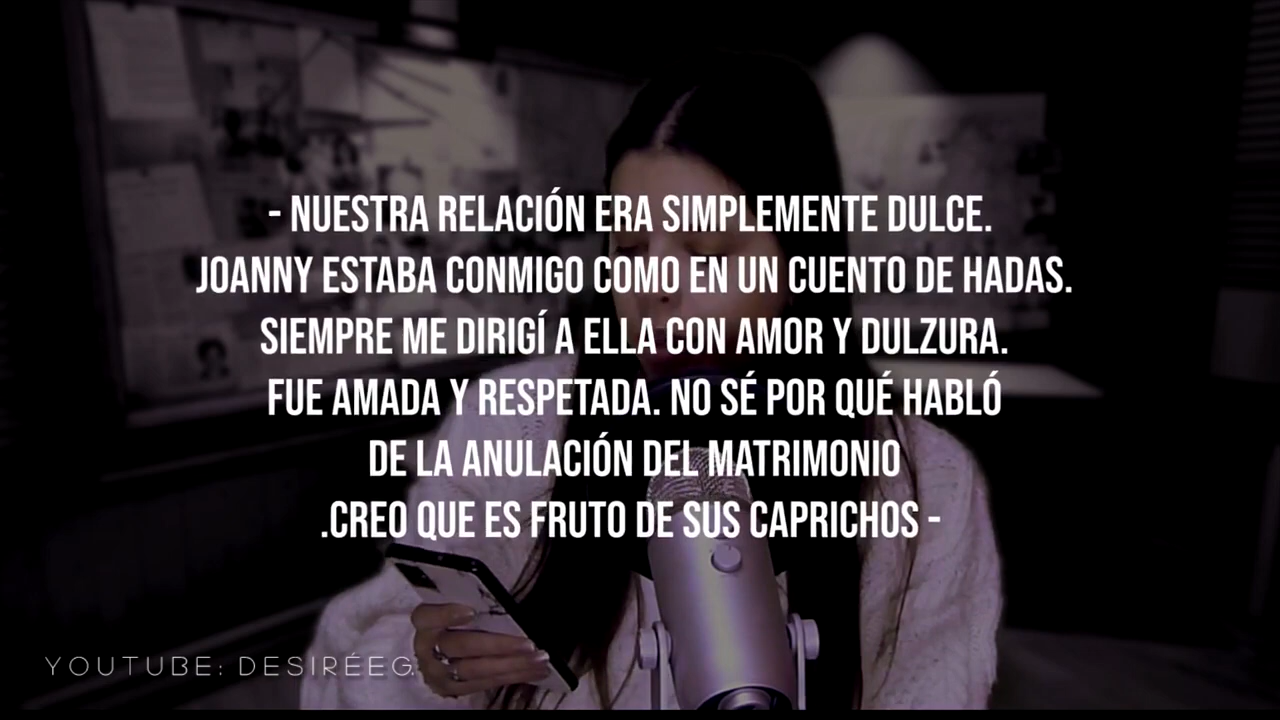 - NUESTRA RELACIÓN ERA SIMPLEMENTE DULCE.
JOANNY ESTABA CONMIGO COMO EN UN CUENTO DE HADAS.
SIEMPRE ME DIRIGÍ A ELLA CON AMOR Y DULZURA.
FUE AMADA Y RESPETADA. NO SÉ POR QUÉ HABLÓ
DE LA ANULACIÓN DEL MATRIMONIO
.CREO QUE ES FRUTO DE SUS CAPRICHOS -
YOUTUBE: DESIRÉEG.